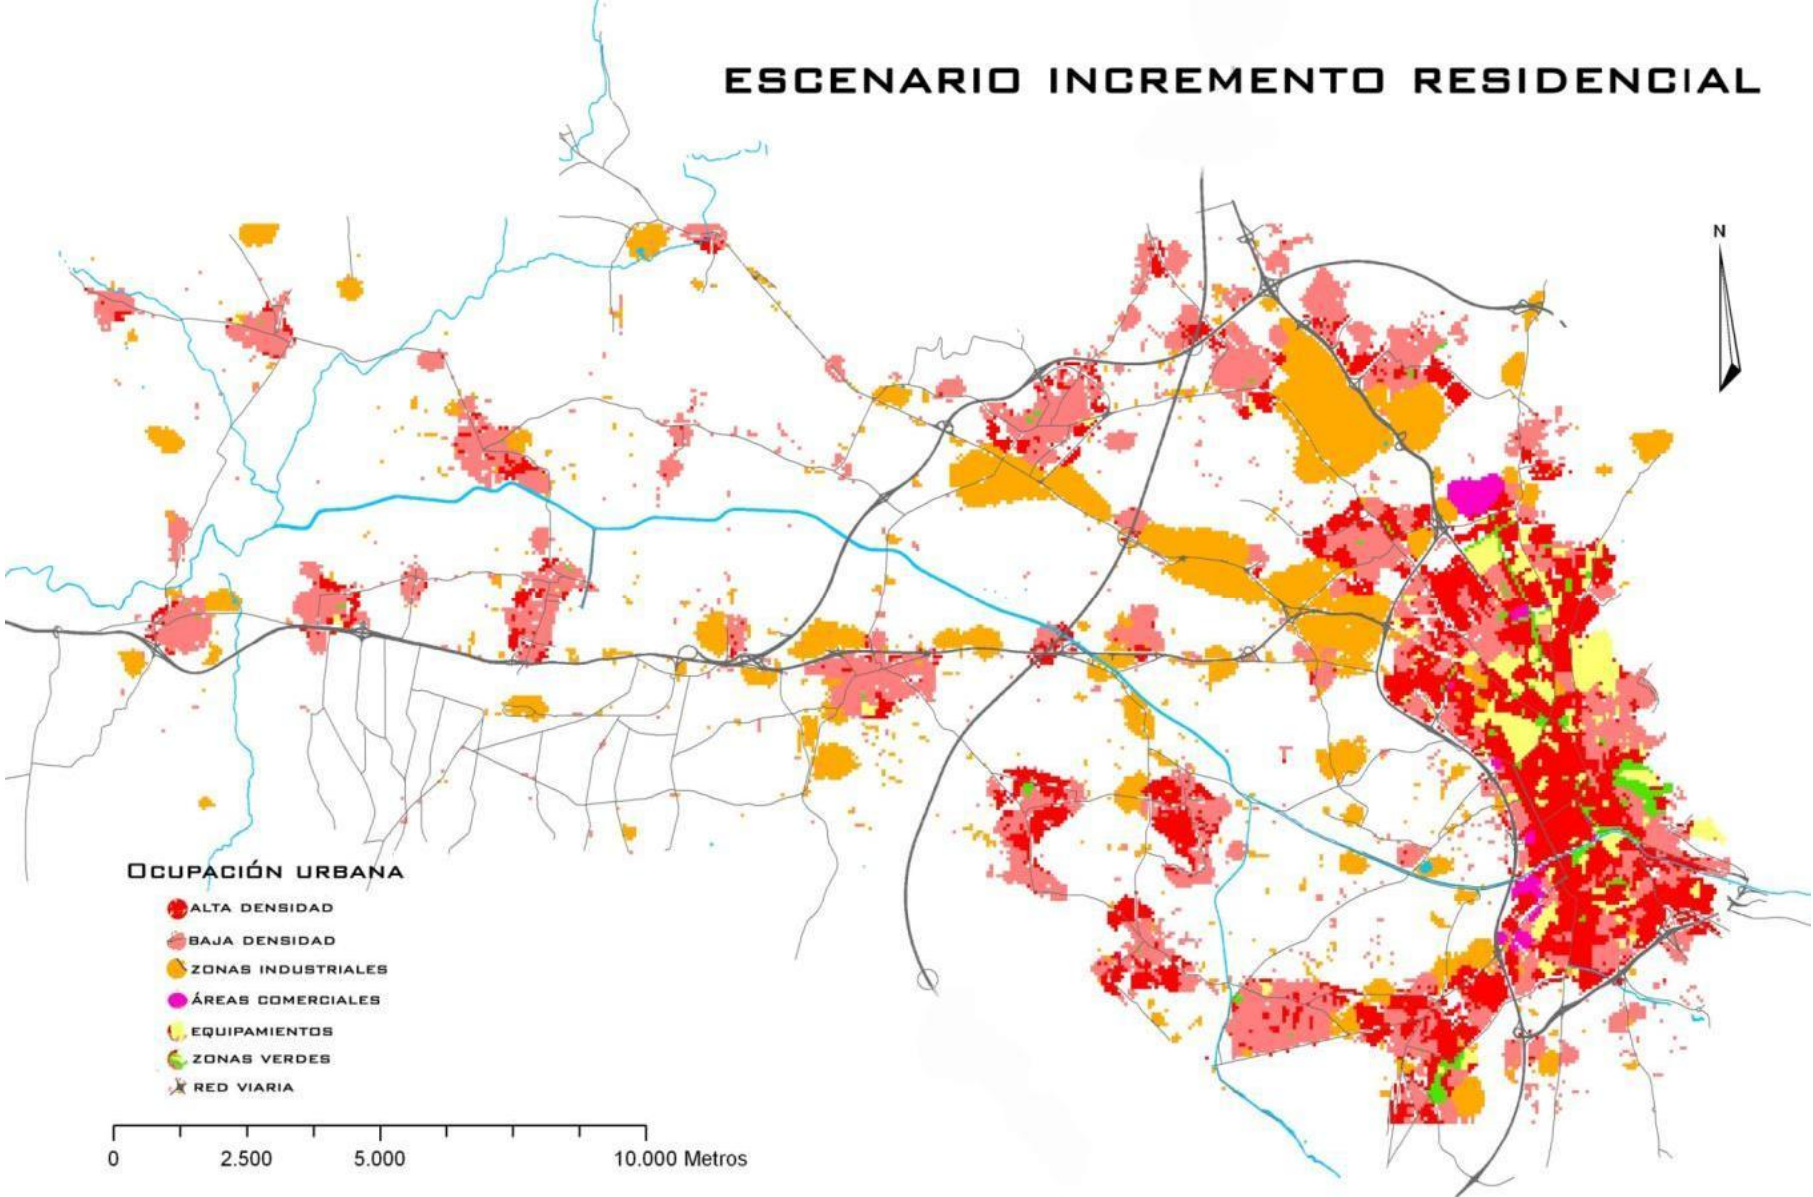 ESCENARIO INCREMENTO RESIDENCIAL
N
OCUPACIÓN URBANA
ALTA DENSIDAD
BAJA DENSIDAD
ZONAS INDUSTRIALES
ÁREAS COMERCIALES
EQUIPAMIENTOS
ZONAS VERDES
RED VIARIA
0 2.500 5.000 10.000 Metros